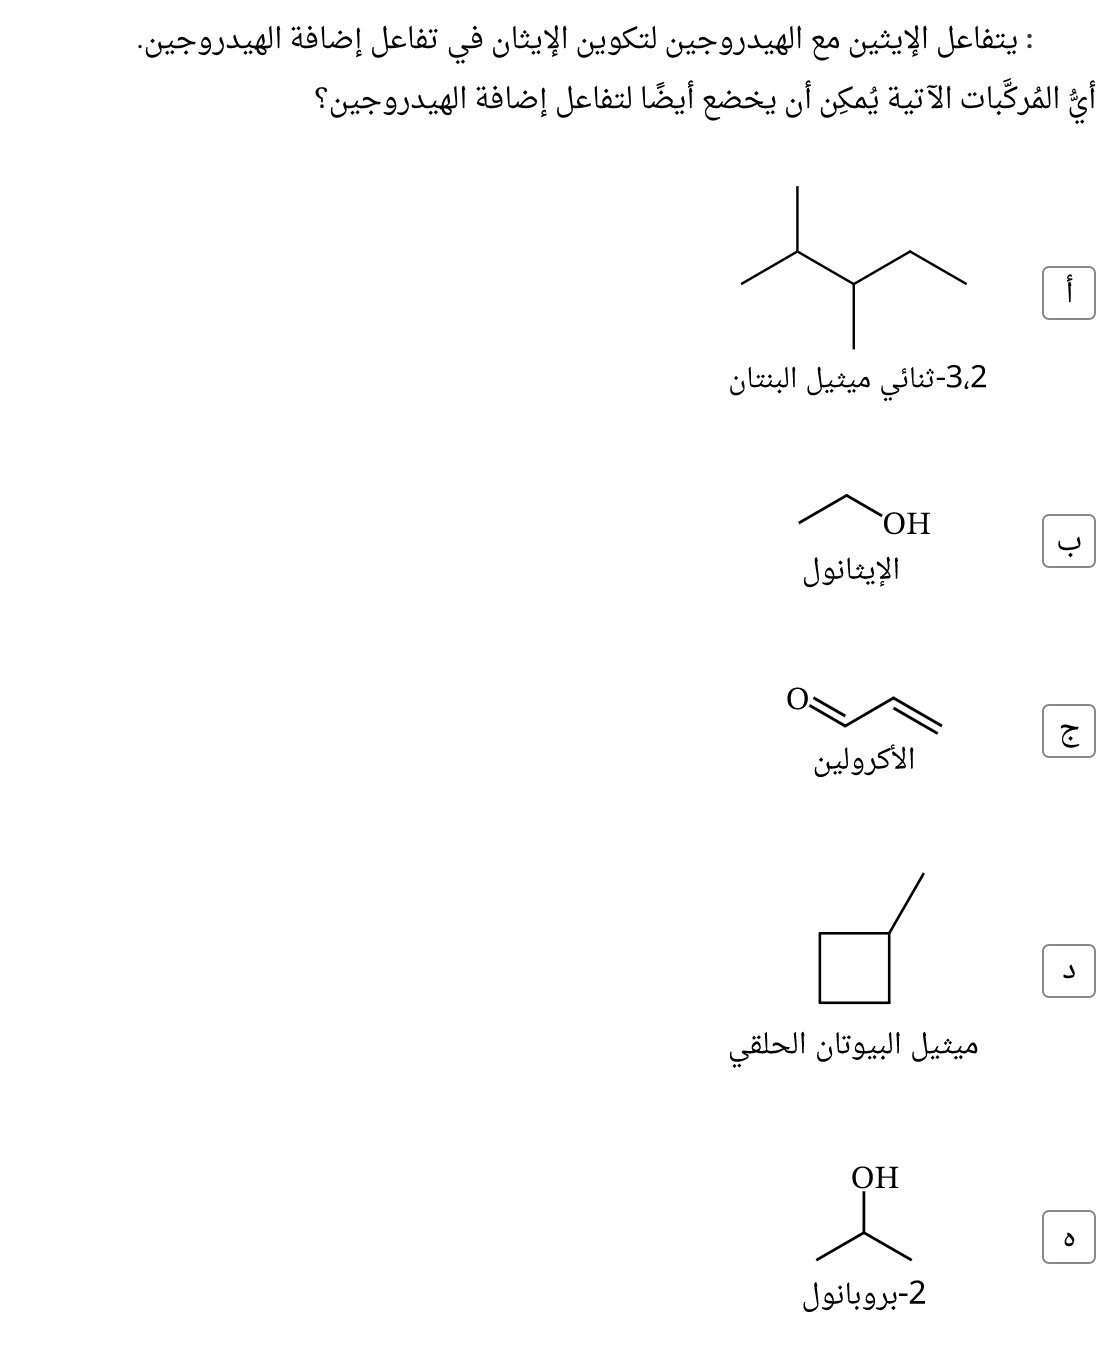 : يتفاعل الإيثين مع الهيدروجين لتكوين الإيثان في تفاعل إضافة الهيدروجين.
أيُّ المُركَّبات الآتية يُمكِن أن يخضع أيضًا لتفاعل إضافة الهيدروجين؟
أ
3،2-ثنائي ميثيل البنتان
ب
OH
الإيثانول
ج
O
الأكرولين
د
ميثيل البيوتان الحلقي
ه
OH
2-بروبانول